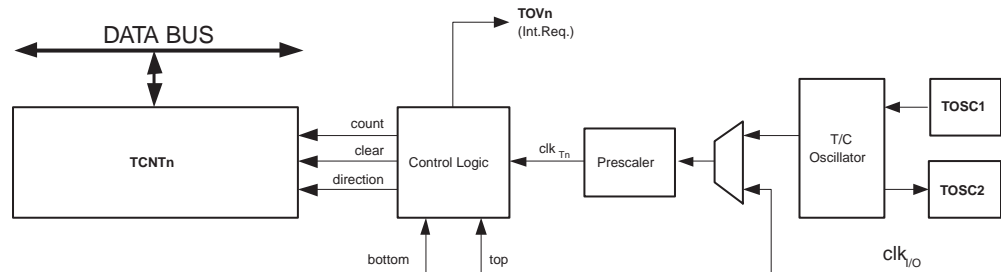 DATA BUS
TOVn
(Int.Req.)
TCNTn
count
clear
direction
Control Logic
clk Tn
Prescaler
T/C
Oscillator
TOSC1
TOSC2
bottom
top
clk I/O